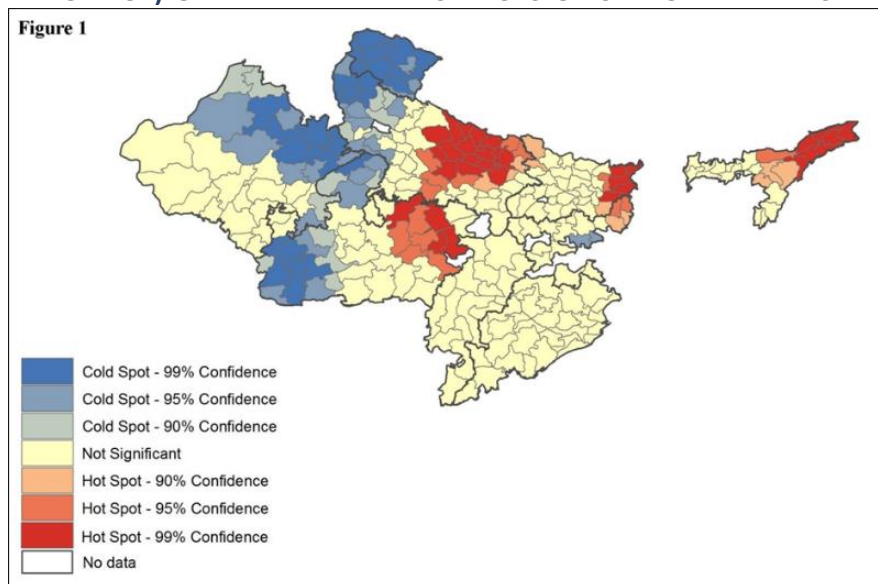 Figure 1
Cold Spot - 99% Confidence
Cold Spot - 95% Confidence
Cold Spot - 90% Confidence
Not Significant
Hot Spot - 90% Confidence
Hot Spot - 95% Confidence
Hot Spot - 99% Confidence
No data